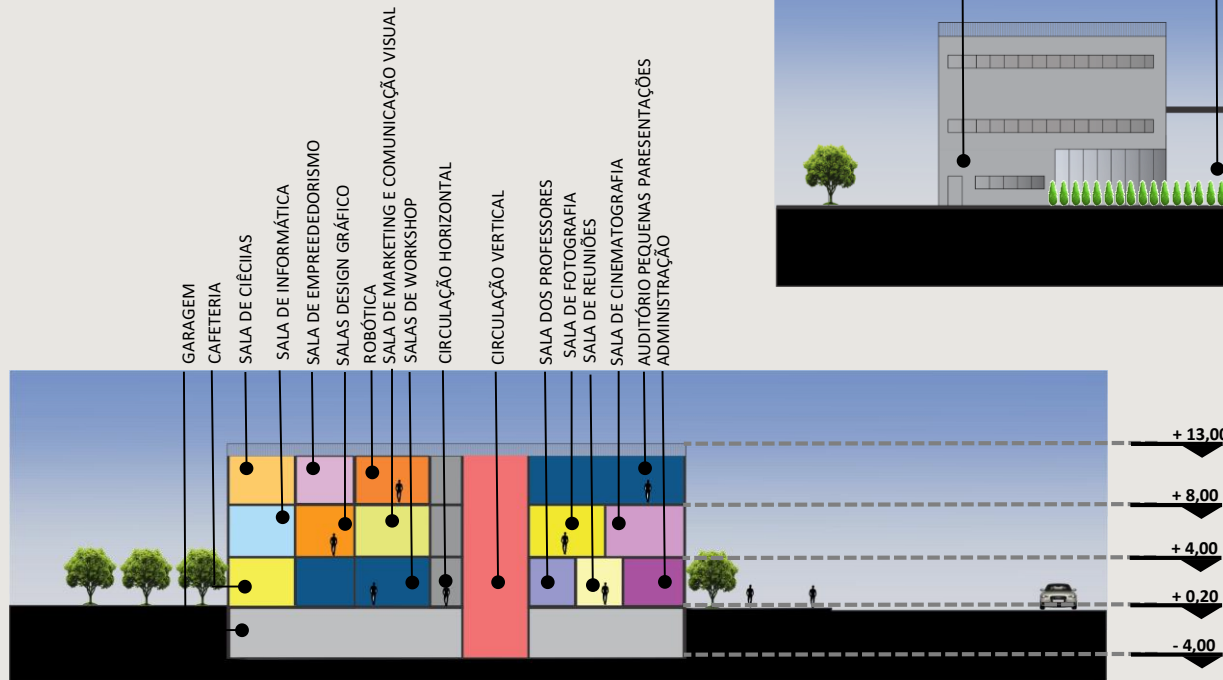 GARAGEM
CAFETERIA
SALA DE CIÊCIIAS
SALA DE INFORMÁTICA
SALA DE EMPREEDEDORISMO
SALAS DESIGN GRÁFICO
ROBÓTICA
SALA DE MARKETING E COMUNICAÇÃO VISUAL
SALAS DE WORKSHOP
CIRCULAÇÃO HORIZONTAL
CIRCULAÇÃO VERTICAL
SALA DOS PROFESSORES
SALA DE FOTOGRAFIA
SALA DE REUNIÕES
SALA DE CINEMATOGRAFIA
AUDITÓRIO PEQUENAS PARESENTAÇÕES
ADMINISTRAÇÃO
+ 13,00
+ 8,00
+ 4,00
+ 0,20
- 4,00